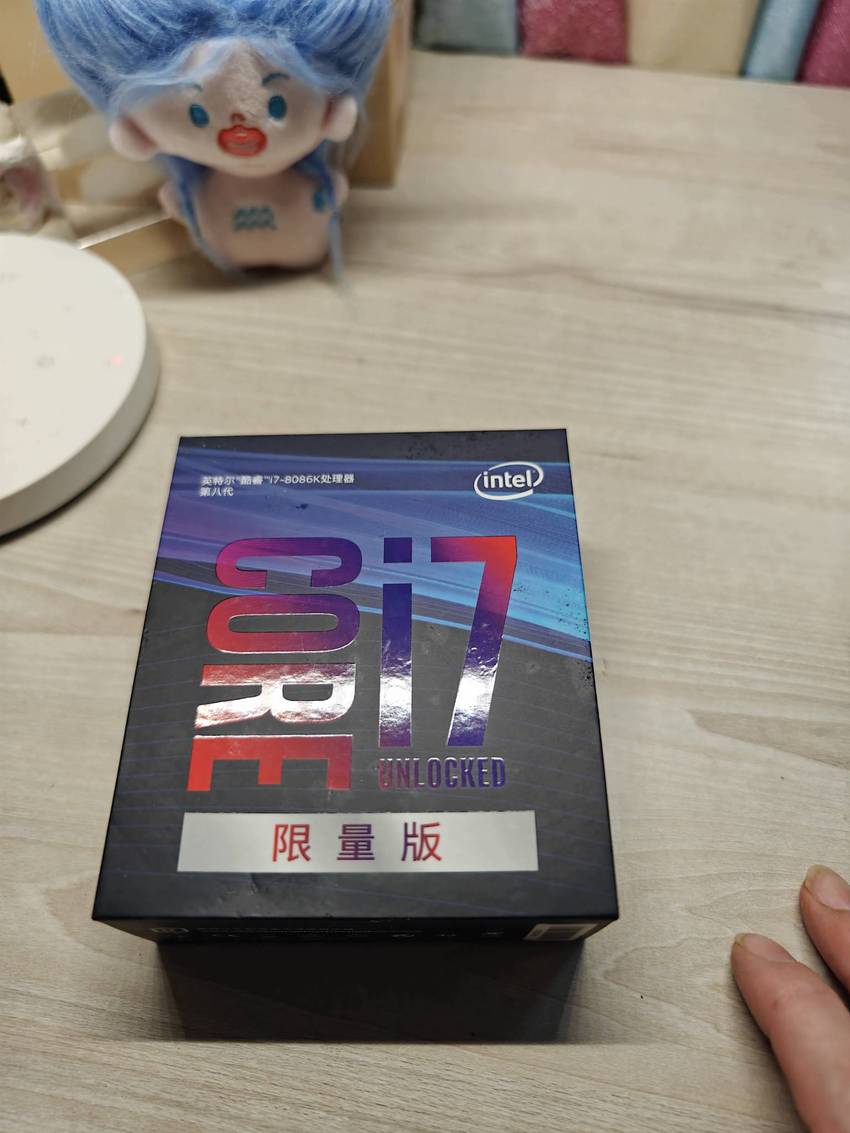 英特尔®酷睿™i7-8086K处理器
第八代
intel
CORE
i7
UNLOCKED
限量版